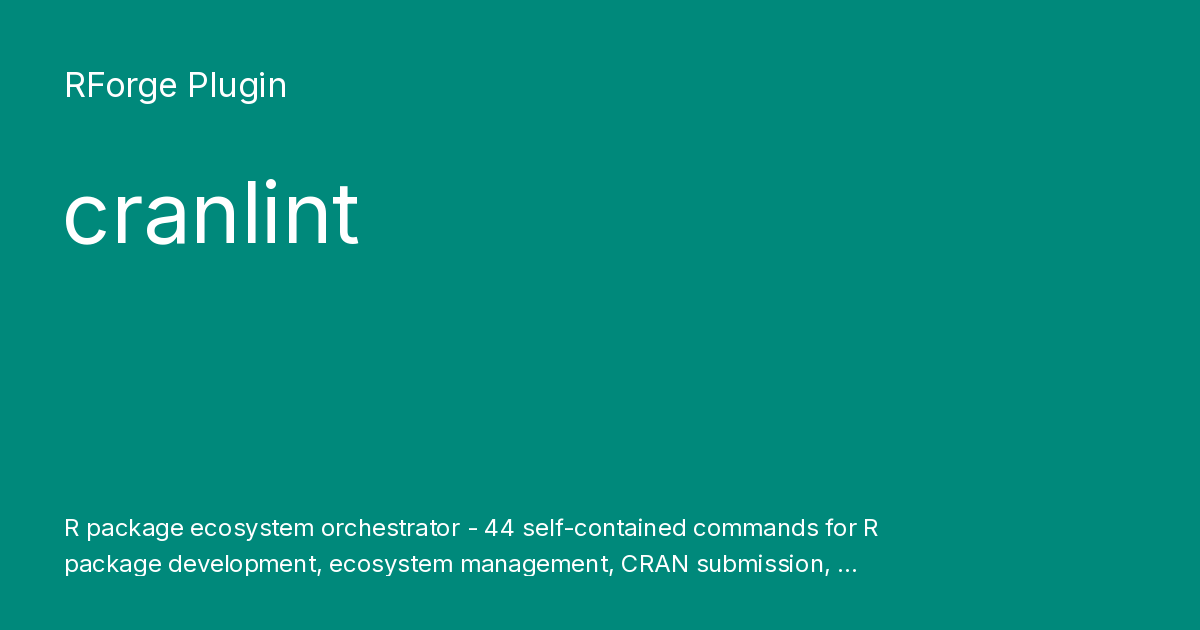 RForge Plugin
cranlint
R package ecosystem orchestrator - 44 self-contained commands for R
package development, ecosystem management, CRAN submission, ...